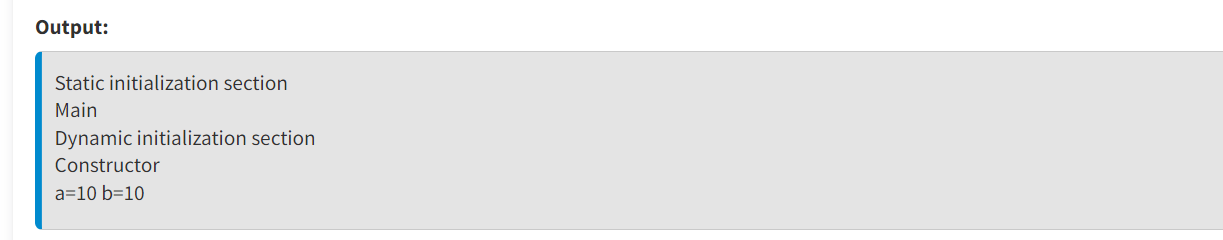 Output:
Static initialization section
Main
Dynamic initialization section
Constructor
a=10 b=10